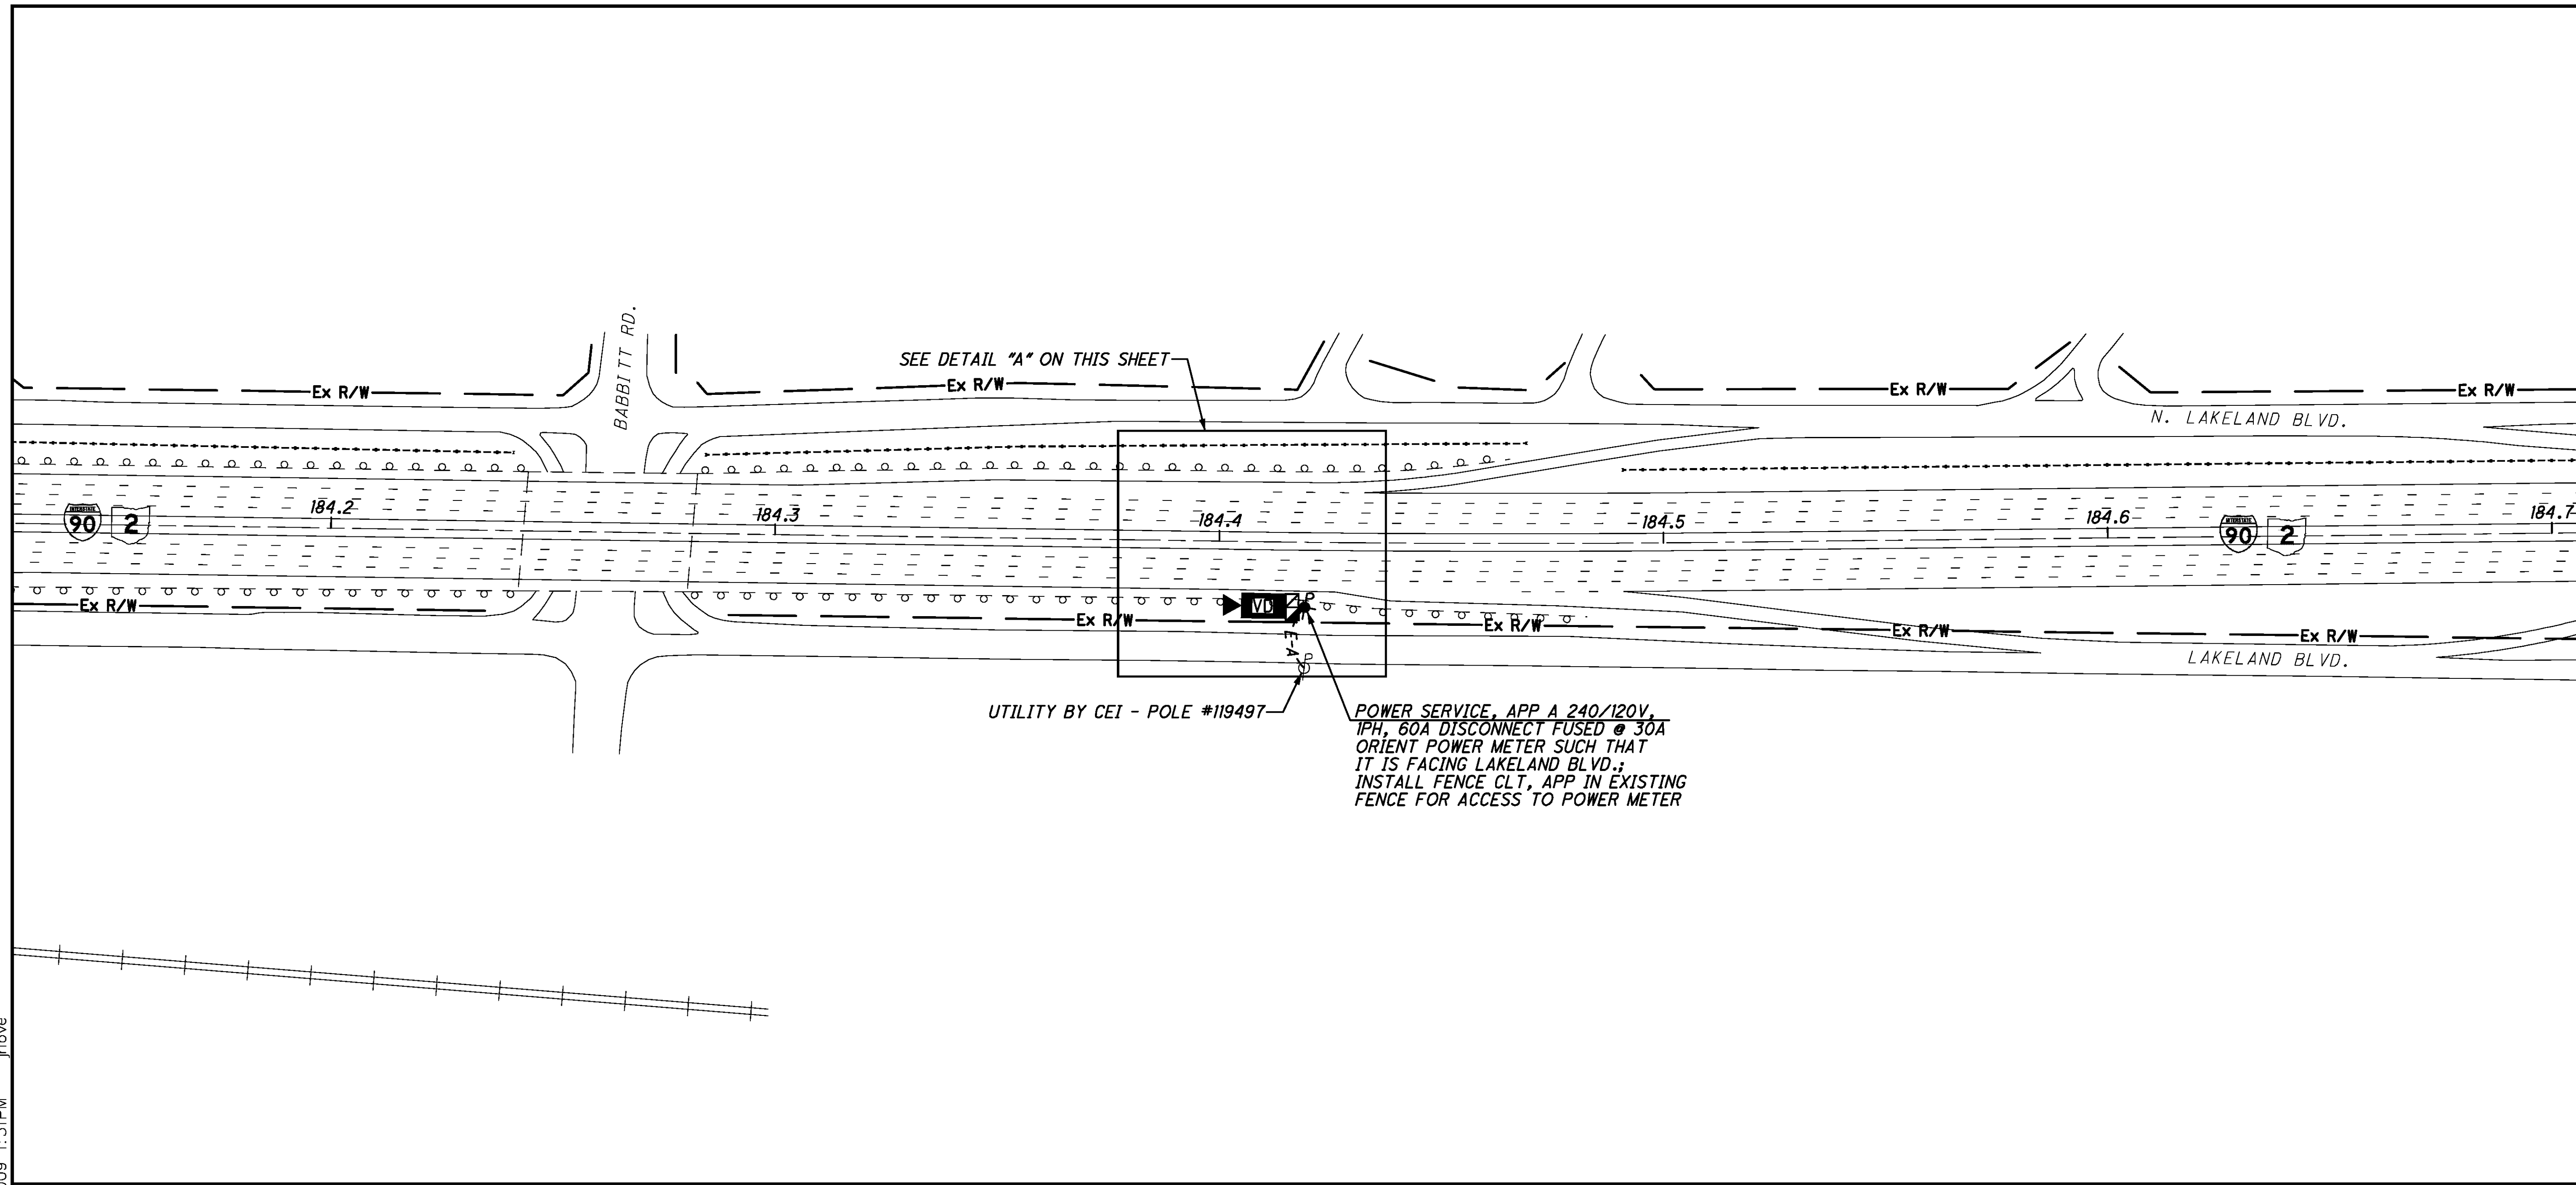 BABBITT RD.
SEE DETAIL "A" ON THIS SHEET
Ex R/W
Ex R/W
Ex R/W
Ex R/W
N. LAKELAND BLVD.
INTERSTATE
90
2
184.2
184.3
184.4
184.5
184.6
INTERSTATE
90
2
184.7
Ex R/W
Ex R/W
VD
P
E-A
P
Ex R/W
Ex R/W
Ex R/W
LAKELAND BLVD.
UTILITY BY CEI - POLE #119497
POWER SERVICE, APP A 240/120V,
1PH, 60A DISCONNECT FUSED @ 30A
ORIENT POWER METER SUCH THAT
IT IS FACING LAKELAND BLVD.;
INSTALL FENCE CLT, APP IN EXISTING
FENCE FOR ACCESS TO POWER METER